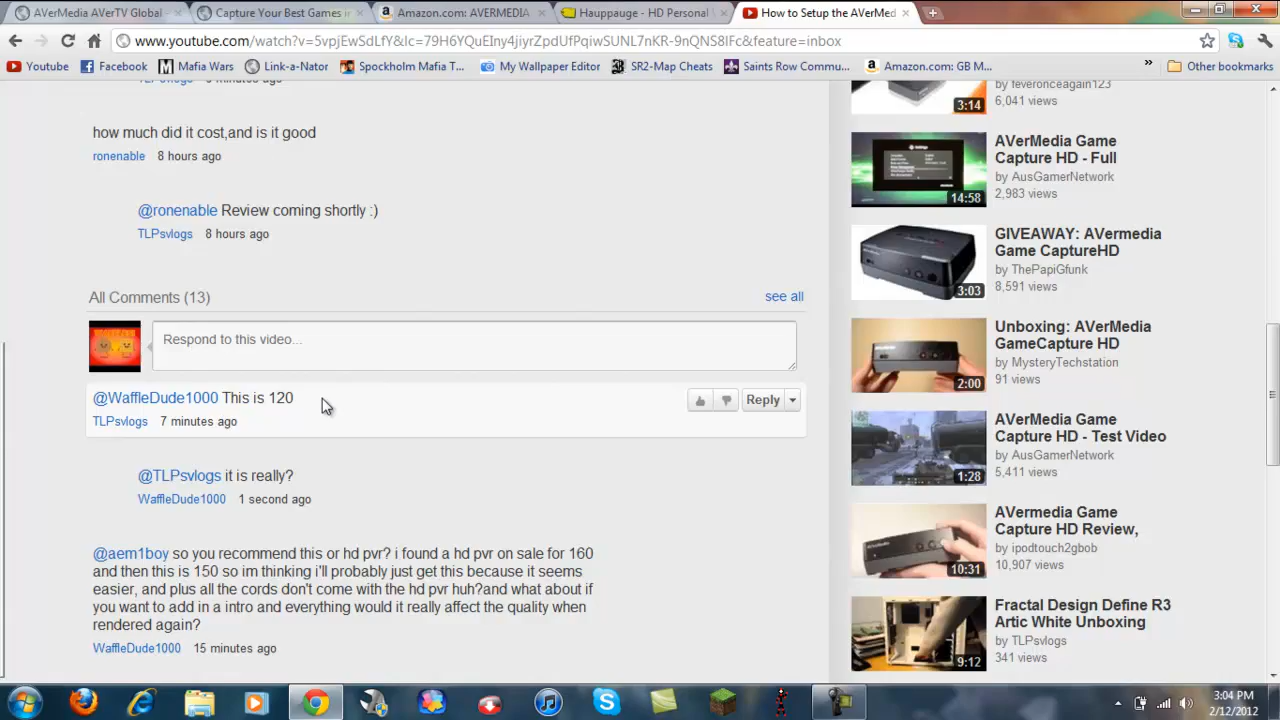 AVerMedia AVerTV Global
Capture Your Best Games in
Amazon.com: AVERMEDIA
Hauppauge - HD Personal
How to Setup the AVerMed
www.youtube.com/watch?v=5vpjEwSdLfY&lc=79H6YQuEIny4jiyrZpdUfPqiwSUNL7nKR-9nQNS8lFc&feature=inbox
Youtube
Facebook
Mafia Wars
Link-a-Nator
Spockholm Mafia T...
My Wallpaper Editor
SR2-Map Cheats
Saints Row Commu...
Amazon.com: GB M...
»
Other bookmarks
how much did it cost,and is it good
ronenable 8 hours ago
@ronenable Review coming shortly :)
TLPsvlogs 8 hours ago
All Comments (13)
see all
Respond to this video...
@WaffleDude1000 This is 120
TLPsvlogs 7 minutes ago
Reply
@TLPsvlogs it is really?
WaffleDude1000 1 second ago
@aem1boy so you recommend this or hd pvr? i found a hd pvr on sale for 160
and then this is 150 so im thinking i'll probably just get this because it seems
easier, and plus all the cords don't come with the hd pvr huh?and what about if
you want to add in a intro and everything would it really affect the quality when
rendered again?
WaffleDude1000 15 minutes ago
by feveronceagain123
6,041 views
3:14
AVerMedia Game
Capture HD - Full
by AusGamerNetwork
2,983 views
14:58
GIVEAWAY: AVermedia
Game CaptureHD
by ThePapiGfunk
8,591 views
3:03
Unboxing: AVerMedia
GameCapture HD
by MysteryTechstation
91 views
2:00
AVerMedia Game
Capture HD - Test Video
by AusGamerNetwork
5,411 views
1:28
AVermedia Game
Capture HD Review,
by ipodtouch2gbob
10,907 views
10:31
Fractal Design Define R3
Artic White Unboxing
by TLPsvlogs
341 views
9:12
3:04 PM
2/12/2012